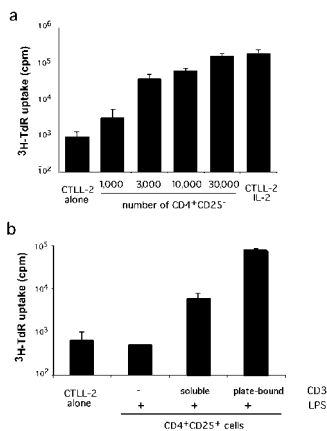 a
³H-TdR uptake (cpm)
10⁶
10⁵
10⁴
10³
10²
CTLL-2 alone
1,000
3,000
10,000
30,000
CTLL-2 IL-2
number of CD4⁺CD25⁻
b
³H-TdR uptake (cpm)
10⁵
10⁴
10³
10²
CTLL-2 alone
- soluble plate-bound CD3
+ + + LPS
CD4⁺CD25⁺ cells